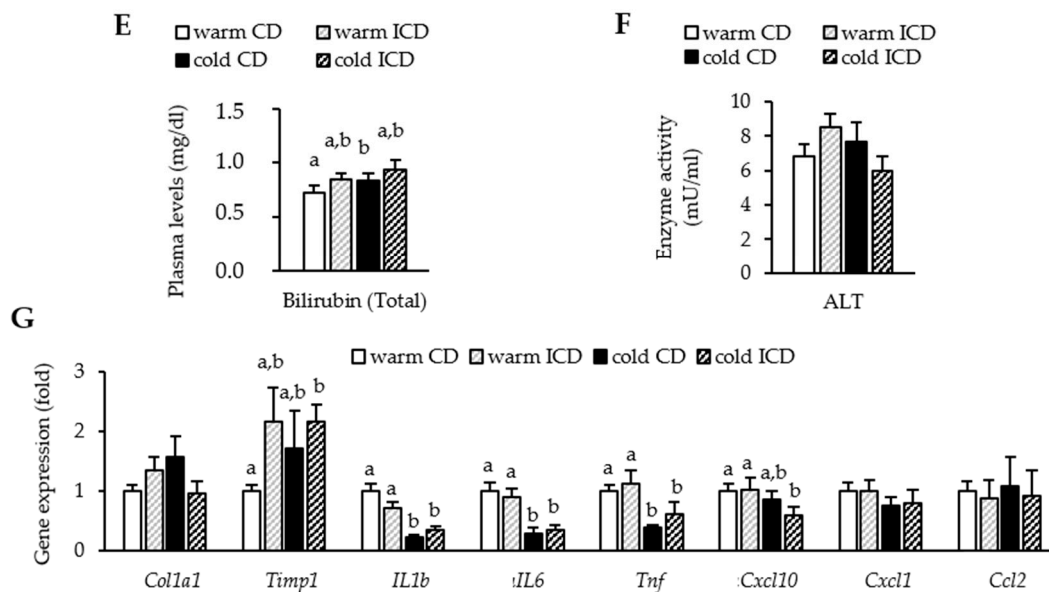 E
warm CD warm ICD
cold CD cold ICD
Plasma levels (mg/dl)
1.5
1.0
0.5
0.0
a a,b b a,b
Bilirubin (Total)
F
warm CD warm ICD
cold CD cold ICD
Enzyme activity
(mU/ml)
10
8
6
4
2
0
ALT
G
warm CD warm ICD cold CD cold ICD
Gene expression (fold)
3
2
1
0
a a,b a,b b
a a b b
a a b b
a a b b
a a a,b b
Col1a1 Timp1 IL1b IL6 Tnf Cxcl10 Cxcl1 Ccl2